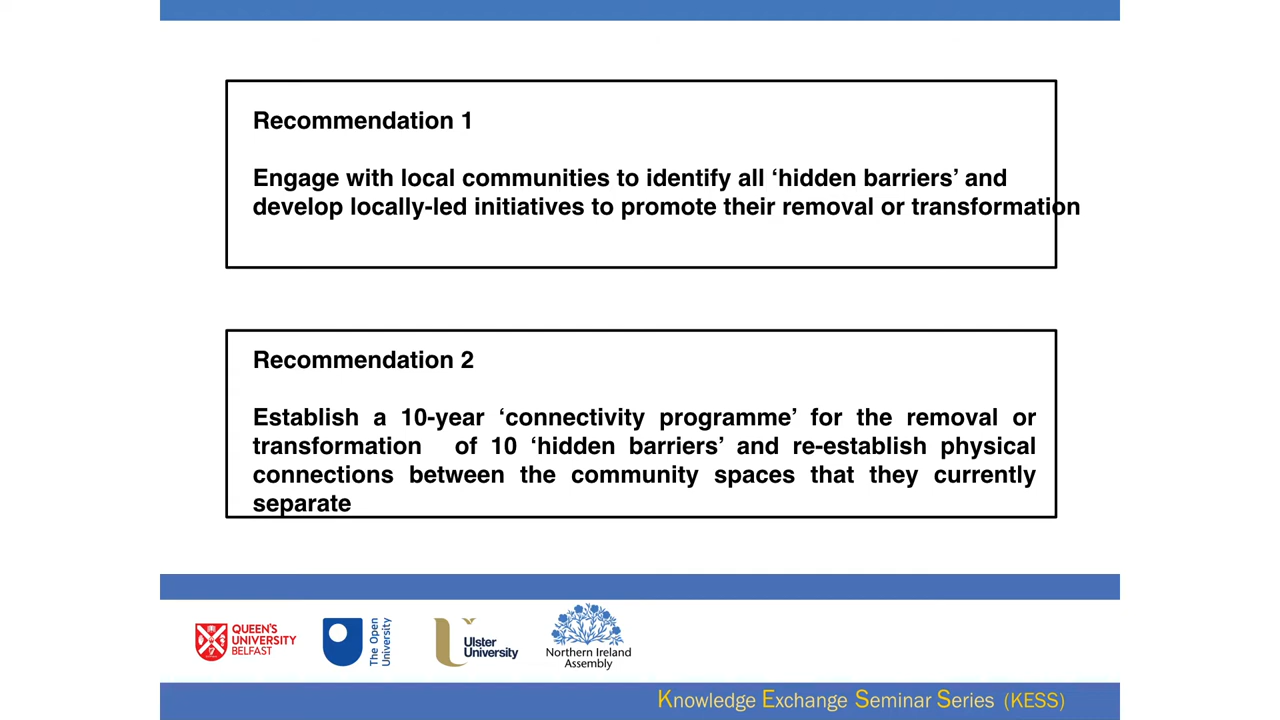 Recommendation 1
Engage with local communities to identify all ‘hidden barriers’ and
develop locally-led initiatives to promote their removal or transformation
Recommendation 2
Establish a 10-year ‘connectivity programme’ for the removal or
transformation of 10 ‘hidden barriers’ and re-establish physical
connections between the community spaces that they currently
separate
QUEEN'S
UNIVERSITY
BELFAST
The Open
University
Ulster
University
Northern Ireland
Assembly
Knowledge Exchange Seminar Series (KESS)